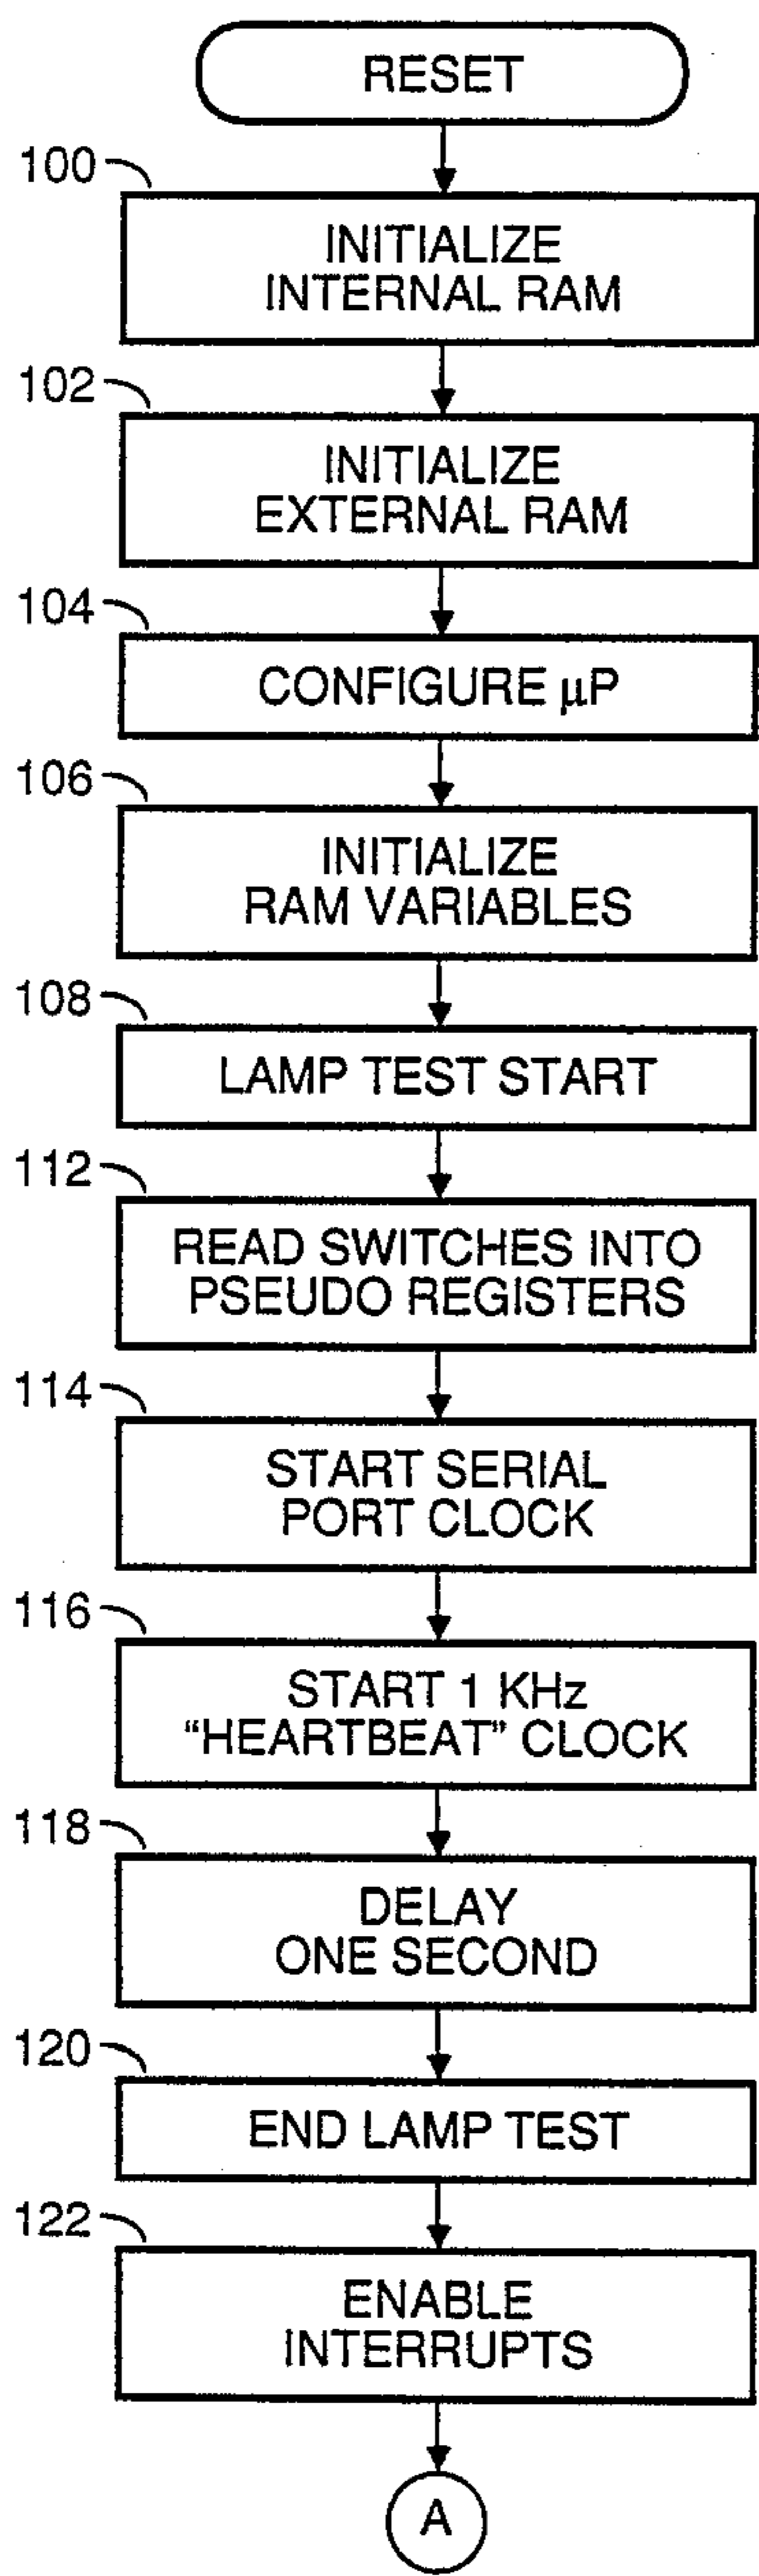 RESET
100
INITIALIZE
INTERNAL RAM
102
INITIALIZE
EXTERNAL RAM
104
CONFIGURE µP
106
INITIALIZE
RAM VARIABLES
108
LAMP TEST START
112
READ SWITCHES INTO
PSEUDO REGISTERS
114
START SERIAL
PORT CLOCK
116
START 1 KHz
“HEARTBEAT” CLOCK
118
DELAY
ONE SECOND
120
END LAMP TEST
122
ENABLE
INTERRUPTS
A